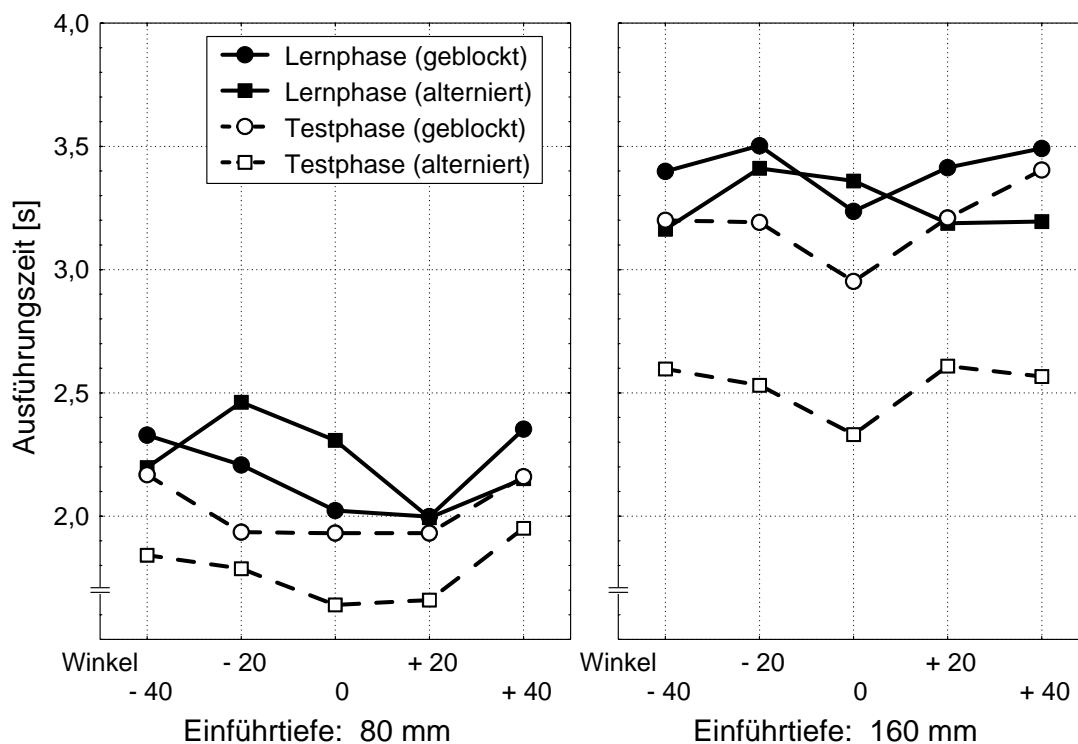 4,0
3,5
3,0
2,5
2,0
Ausführungszeit [s]
Lernphase (geblockt)
Lernphase (alterniert)
Testphase (geblockt)
Testphase (alterniert)
Winkel - 20 + 20
- 40 0 + 40
Einführtiefe: 80 mm
Winkel - 20 + 20
- 40 0 + 40
Einführtiefe: 160 mm